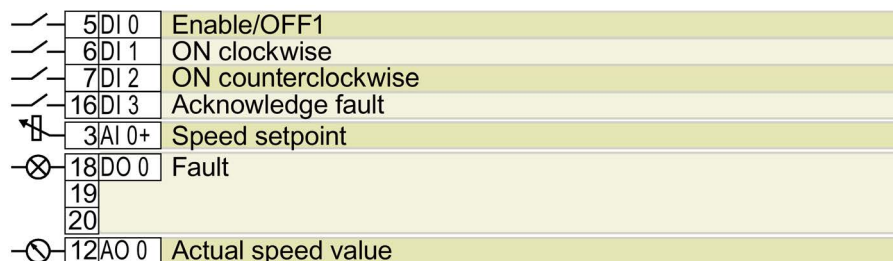 5 DI 0 Enable/OFF1
6 DI 1 ON clockwise
7 DI 2 ON counterclockwise
16 DI 3 Acknowledge fault
3 AI 0+ Speed setpoint
18 DO 0 Fault
19
20
12 AO 0 Actual speed value